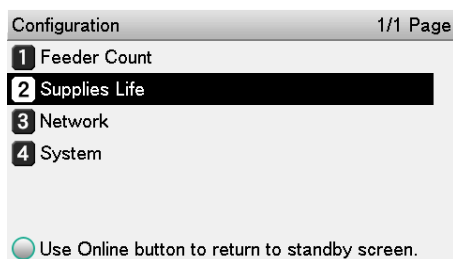 Configuration 1/1 Page
1 Feeder Count
2 Supplies Life
3 Network
4 System
Use Online button to return to standby screen.